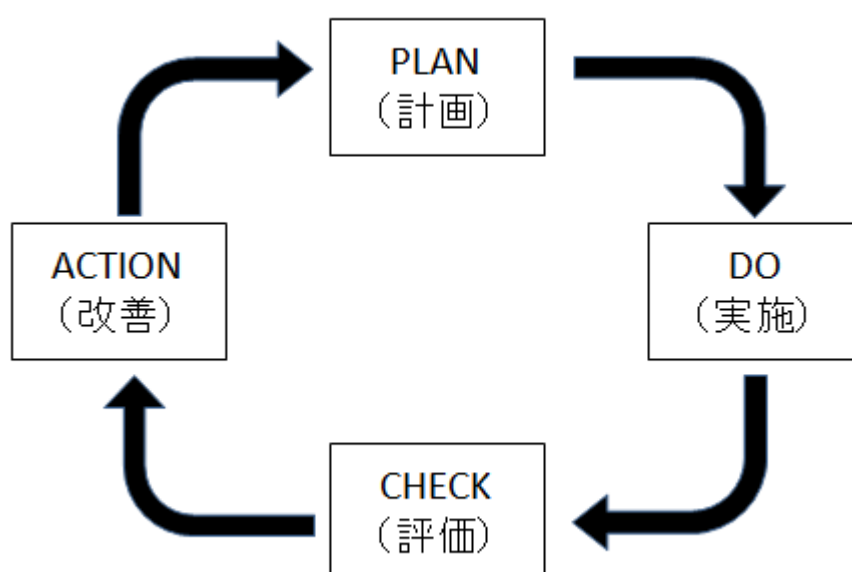 PLAN
（計画）
DO
（実施）
CHECK
（評価）
ACTION
（改善）